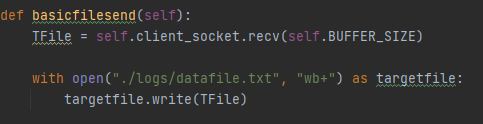 def basicfilesend(self):
    TFile = self.client_socket.recv(self.BUFFER_SIZE)
    with open("./logs/datafile.txt", "wb+") as targetfile:
        targetfile.write(TFile)